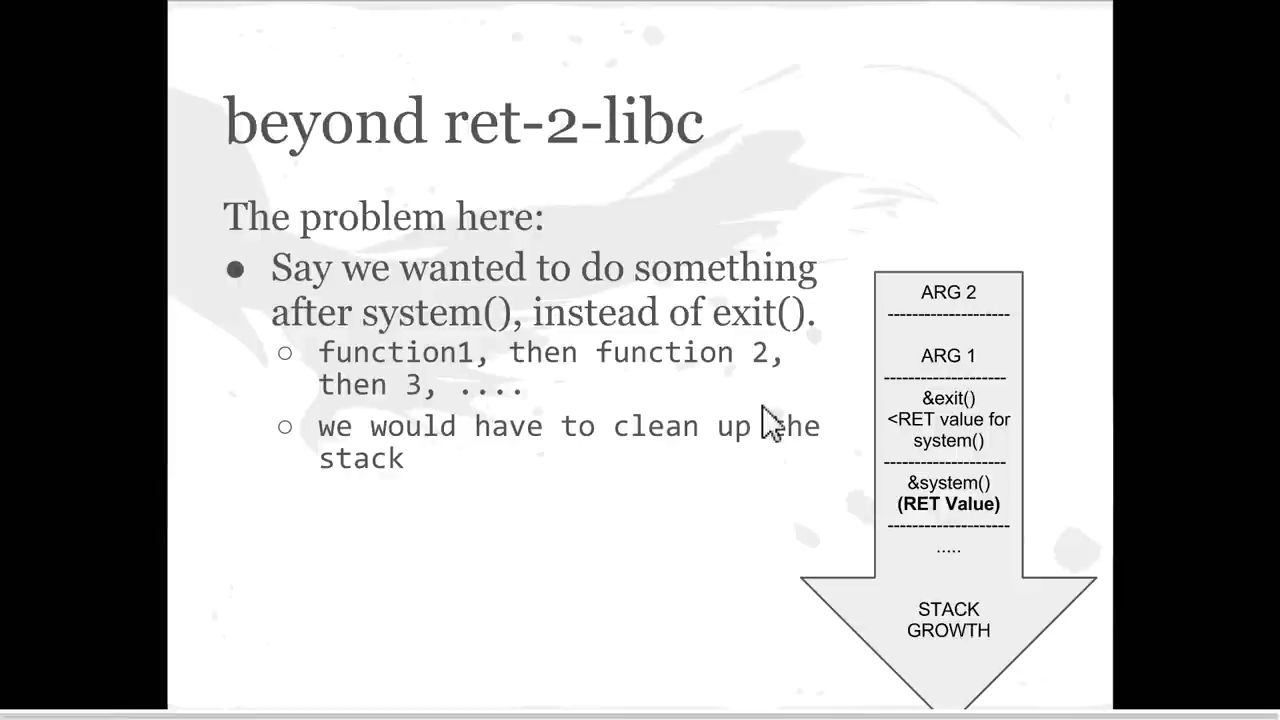 beyond ret-2-libc
The problem here:
● Say we wanted to do something
after system(), instead of exit().
○ function1, then function 2,
then 3, ....
○ we would have to clean up the
stack
ARG 2
--------------------
ARG 1
--------------------
&exit()
<RET value for
system()
--------------------
&system()
(RET Value)
--------------------
.....
STACK
GROWTH